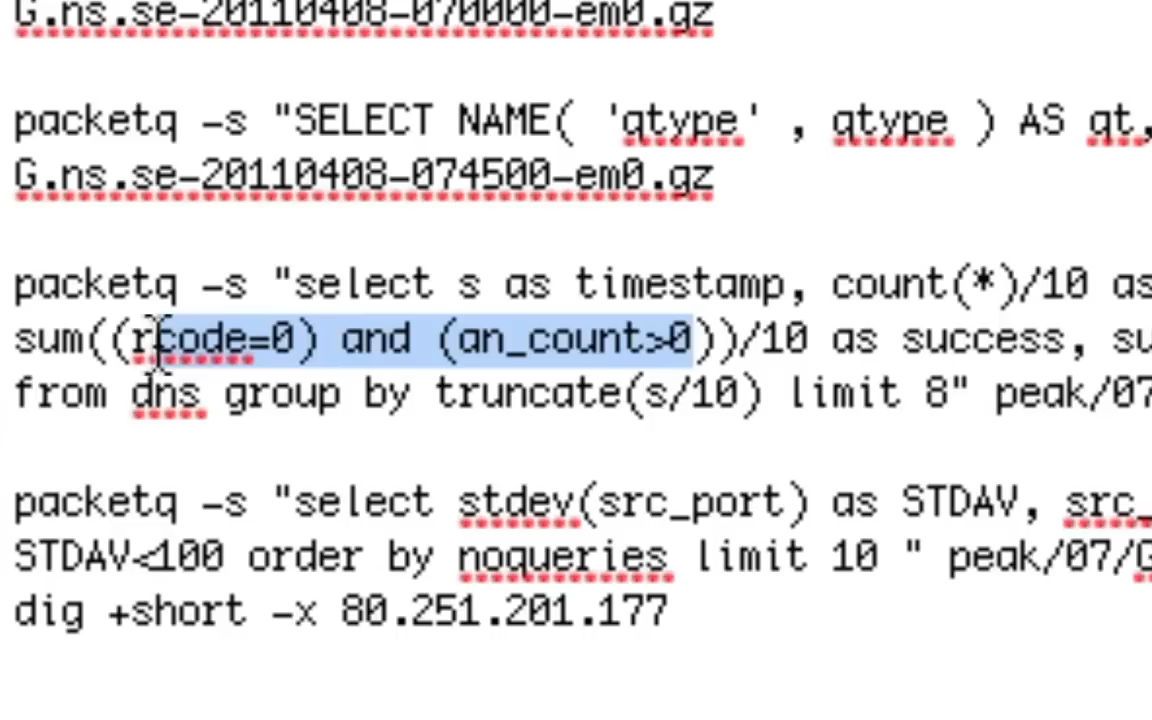 G.ns.se-20110408-070000-em0.gz
packetq -s "SELECT NAME( 'qtype' , qtype ) AS qt,
G.ns.se-20110408-074500-em0.gz
packetq -s "select s as timestamp, count(*)/10 as
sum((rcode=0) and (an_count>0))/10 as success, su
from dns group by truncate(s/10) limit 8" peak/07
packetq -s "select stdev(src_port) as STDAV, src_
STDAV<100 order by noqueries limit 10 " peak/07/G
dig +short -x 80.251.201.177